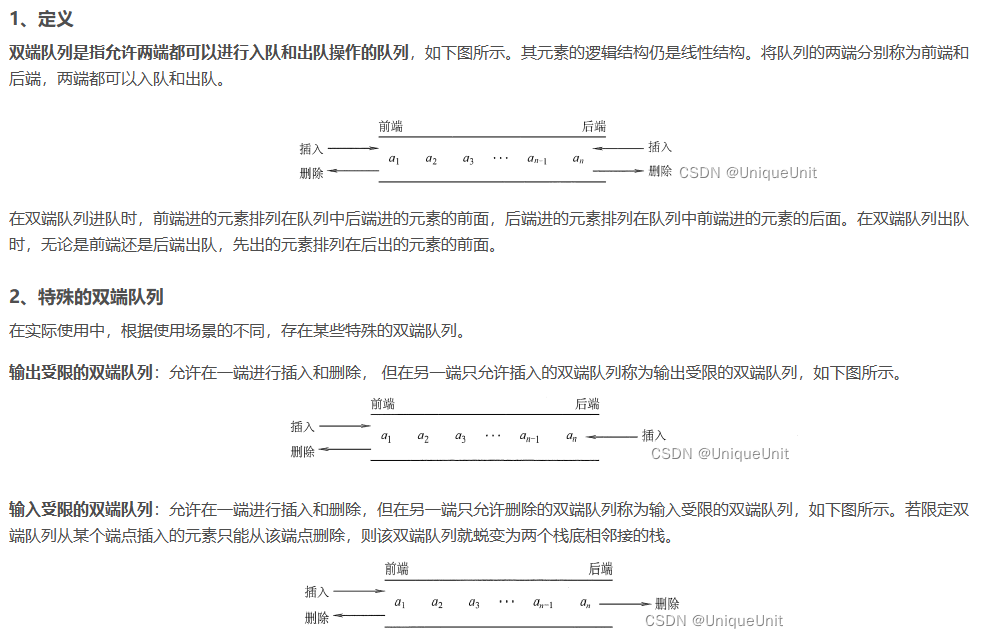 1、定义
双端队列是指允许两端都可以进行入队和出队操作的队列，如下图所示。其元素的逻辑结构仍是线性结构。将队列的两端分别称为前端和
后端，两端都可以入队和出队。
前端 后端
插入 a1 a2 a3 ··· an-1 an 插入
删除 删除 CSDN @UniqueUnit
在双端队列进队时，前端进的元素排列在队列中后端进的元素的前面，后端进的元素排列在队列中前端进的元素的后面。在双端队列出队
时，无论是前端还是后端出队，先出的元素排列在后出的元素的前面。
2、特殊的双端队列
在实际使用中，根据使用场景的不同，存在某些特殊的双端队列。
输出受限的双端队列：允许在一端进行插入和删除， 但在另一端只允许插入的双端队列称为输出受限的双端队列，如下图所示。
前端 后端
插入 a1 a2 a3 ··· an-1 an 插入
删除 CSDN @UniqueUnit
输入受限的双端队列：允许在一端进行插入和删除，但在另一端只允许删除的双端队列称为输入受限的双端队列，如下图所示。若限定双
端队列从某个端点插入的元素只能从该端点删除，则该双端队列就蜕变为两个栈底相邻接的栈。
前端 后端
插入 a1 a2 a3 ··· an-1 an 删除
删除 CSDN @UniqueUnit